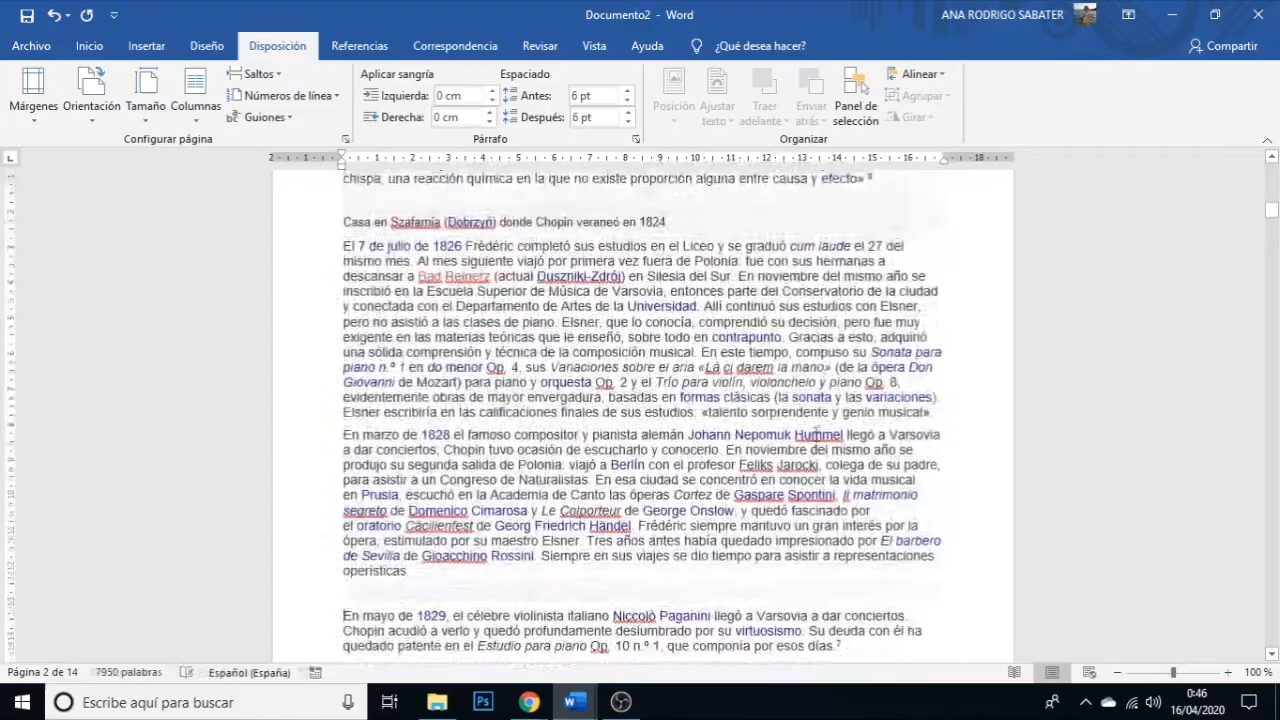 Documento2 - Word
ANA RODRIGO SABATER
Archivo Inicio Insertar Diseño Disposición Referencias Correspondencia Revisar Vista Ayuda ¿Qué desea hacer? Compartir
Márgenes
Orientación
Tamaño
Columnas
Saltos
Números de línea
Guiones
Configurar página
Aplicar sangría
Izquierda: 0 cm
Derecha: 0 cm
Espaciado
Antes: 6 pt
Después: 6 pt
Párrafo
Posición
Ajustar texto
Traer adelante
Enviar atrás
Panel de selección
Alinear
Agrupar
Girar
Organizar
2 1 1 2 3 4 5 6 7 8 9 10 11 12 13 14 15 16 18
chispa, una reacción química en la que no existe proporción alguna entre causa y efecto»
Casa en Szafarnia (Dobrzyń) donde Chopin veraneó en 1824.
El 7 de julio de 1826 Frédéric completó sus estudios en el Liceo y se graduó cum laude el 27 del
mismo mes. Al mes siguiente viajó por primera vez fuera de Polonia: fue con sus hermanas a
descansar a Bad Reinerz (actual Duszniki-Zdrój) en Silesia del Sur. En noviembre del mismo año se
inscribió en la Escuela Superior de Música de Varsovia, entonces parte del Conservatorio de la ciudad
y conectada con el Departamento de Artes de la Universidad. Allí continuó sus estudios con Elsner,
pero no asistió a las clases de piano. Elsner, que lo conocía, comprendió su decisión, pero fue muy
exigente en las materias teóricas que le enseñó, sobre todo en contrapunto. Gracias a esto, adquirió
una sólida comprensión y técnica de la composición musical. En este tiempo, compuso su Sonata para
piano n.º 1 en do menor Op. 4, sus Variaciones sobre el aria «Là ci darem la mano» (de la ópera Don
Giovanni de Mozart) para piano y orquesta Op. 2 y el Trío para violín, violonchelo y piano Op. 8,
evidentemente obras de mayor envergadura, basadas en formas clásicas (la sonata y las variaciones).
Elsner escribiría en las calificaciones finales de sus estudios: «talento sorprendente y genio musical».
En marzo de 1828 el famoso compositor y pianista alemán Johann Nepomuk Hummel llegó a Varsovia
a dar conciertos, Chopin tuvo ocasión de escucharlo y conocerlo. En noviembre del mismo año se
produjo su segunda salida de Polonia: viajó a Berlín con el profesor Feliks Jarocki, colega de su padre,
para asistir a un Congreso de Naturalistas. En esa ciudad se concentró en conocer la vida musical
en Prusia, escuchó en la Academia de Canto las óperas Cortez de Gaspare Spontini, Il matrimonio
segreto de Domenico Cimarosa y Le Colporteur de George Onslow, y quedó fascinado por
el oratorio Cäcilienfest de Georg Friedrich Händel. Frédéric siempre mantuvo un gran interés por la
ópera, estimulado por su maestro Elsner. Tres años antes había quedado impresionado por El barbero
de Sevilla de Gioacchino Rossini. Siempre en sus viajes se dio tiempo para asistir a representaciones
operísticas.
En mayo de 1829, el célebre violinista italiano Niccolò Paganini llegó a Varsovia a dar conciertos.
Chopin acudió a verlo y quedó profundamente deslumbrado por su virtuosismo. Su deuda con él ha
quedado patente en el Estudio para piano Op. 10 n.º 1, que componía por esos días.7
Página 2 de 14 7950 palabras Español (España) 100 %
Escribe aquí para buscar
0:46
16/04/2020